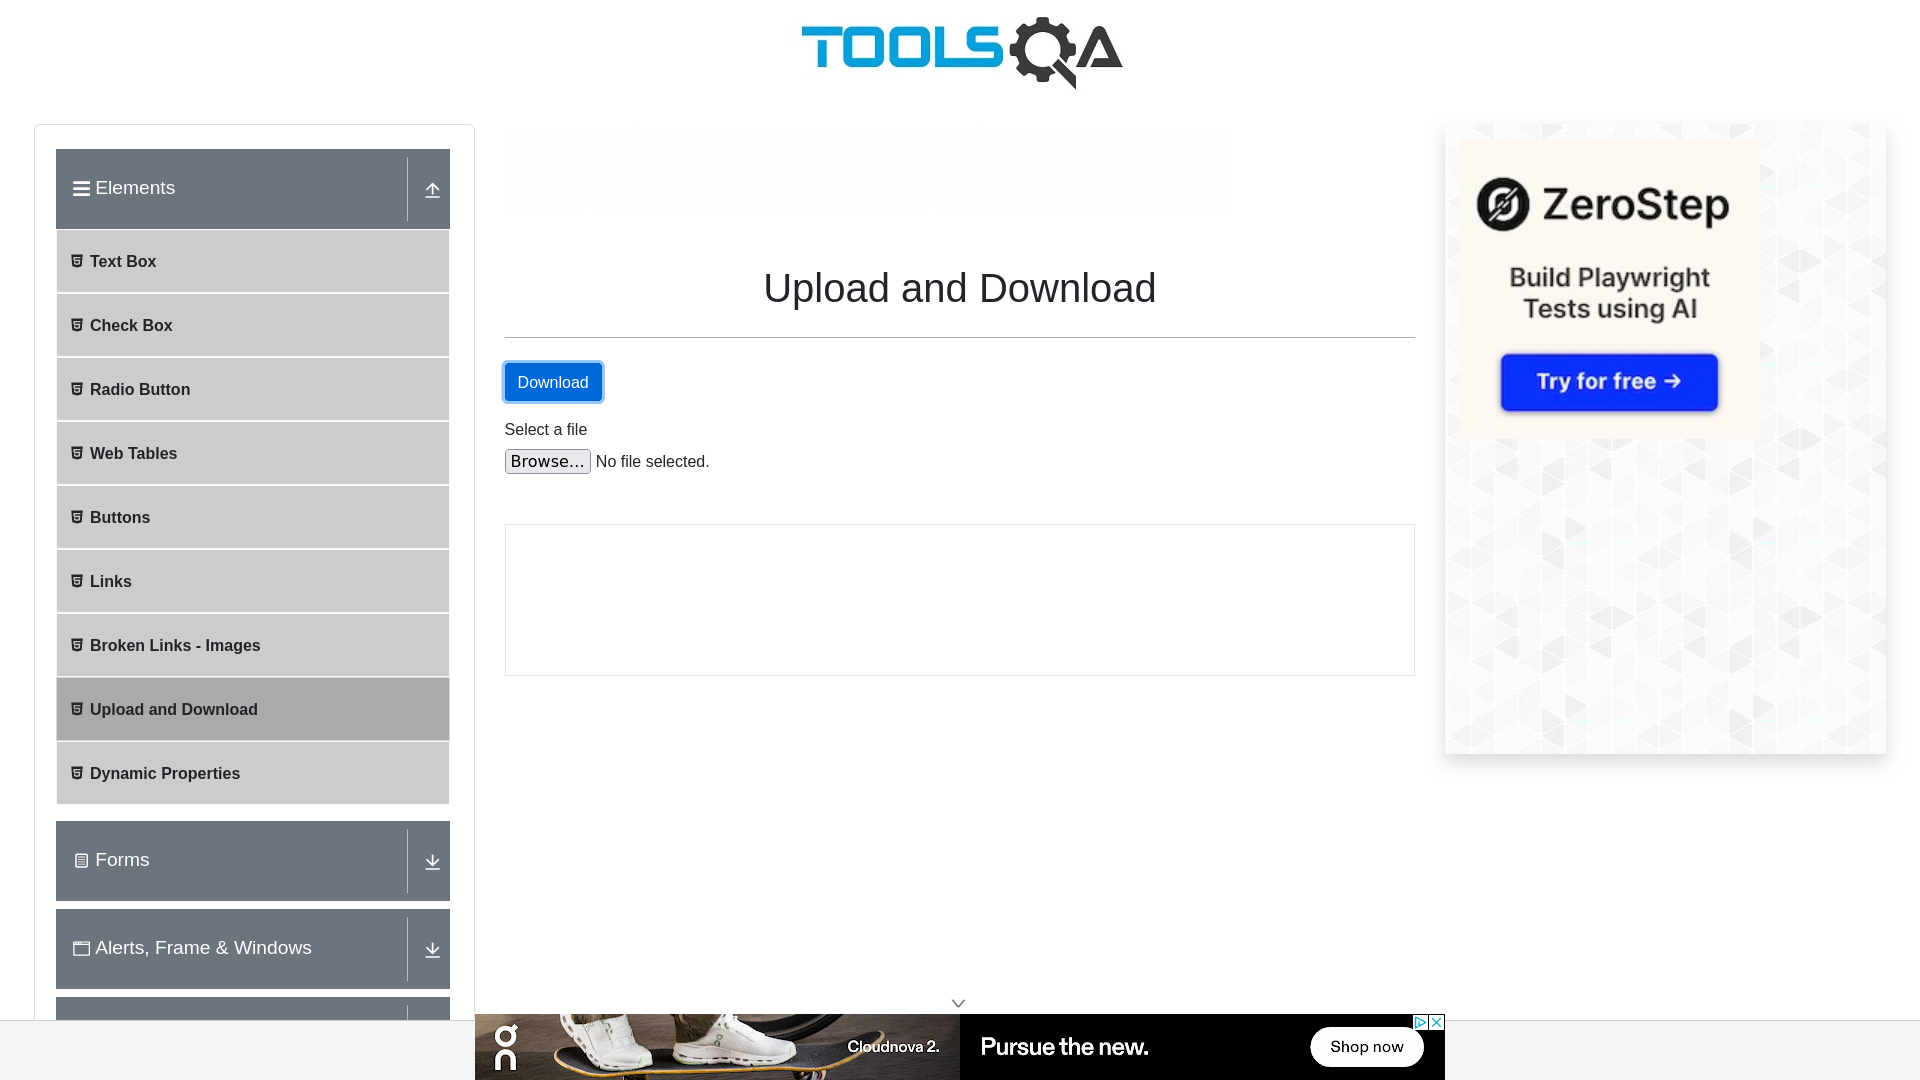 TOOLSQA
Elements
Text Box
Check Box
Radio Button
Web Tables
Buttons
Links
Broken Links - Images
Upload and Download
Dynamic Properties
Forms
Alerts, Frame & Windows
Upload and Download
Download
Select a file
Browse... No file selected.
ZeroStep
Build Playwright
Tests using AI
Try for free →
on
Cloudnova 2.
Pursue the new.
Shop now